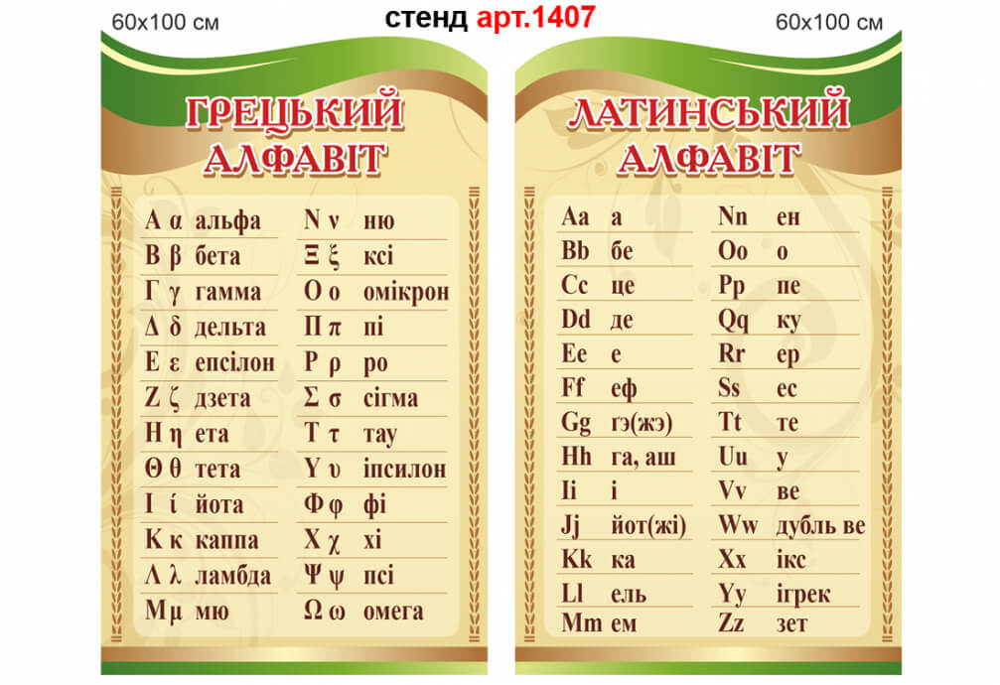 стенд арт.1407
60х100 см
ГРЕЦЬКИЙ
АЛФАВІТ
Α α альфа
Β β бета
Γ γ гамма
Δ δ дельта
Ε ε епсілон
Ζ ζ дзета
Η η ета
Θ θ тета
Ι ί йота
Κ κ каппа
Λ λ ламбда
Μ μ мю
Ν ν ню
Ξ ξ ксі
Ο ο омікрон
Π π пі
Ρ ρ ро
Σ σ сігма
Τ τ тау
Υ υ іпсилон
Φ φ фі
Χ χ хі
Ψ ψ псі
Ω ω омега
60х100 см
ЛАТИНСЬКИЙ
АЛФАВІТ
Aa а
Bb бе
Cc це
Dd де
Ee е
Ff еф
Gg ґэ(жэ)
Hh га, аш
Ii і
Jj йот(жі)
Kk ка
Ll ель
Mm ем
Nn ен
Oo о
Pp пе
Qq ку
Rr ер
Ss ес
Tt те
Uu у
Vv ве
Ww дубль ве
Xx ікс
Yy ігрек
Zz зет